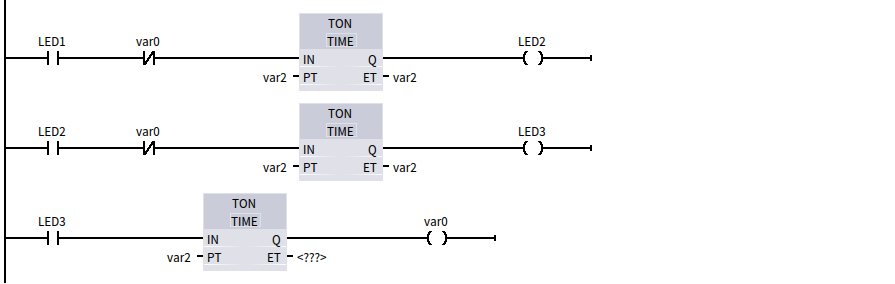 TON
TIME
LED1 var0 LED2
IN Q
var2 PT ET var2
TON
TIME
LED2 var0 LED3
IN Q
var2 PT ET var2
TON
TIME
LED3 var0
IN Q
var2 PT ET <???>